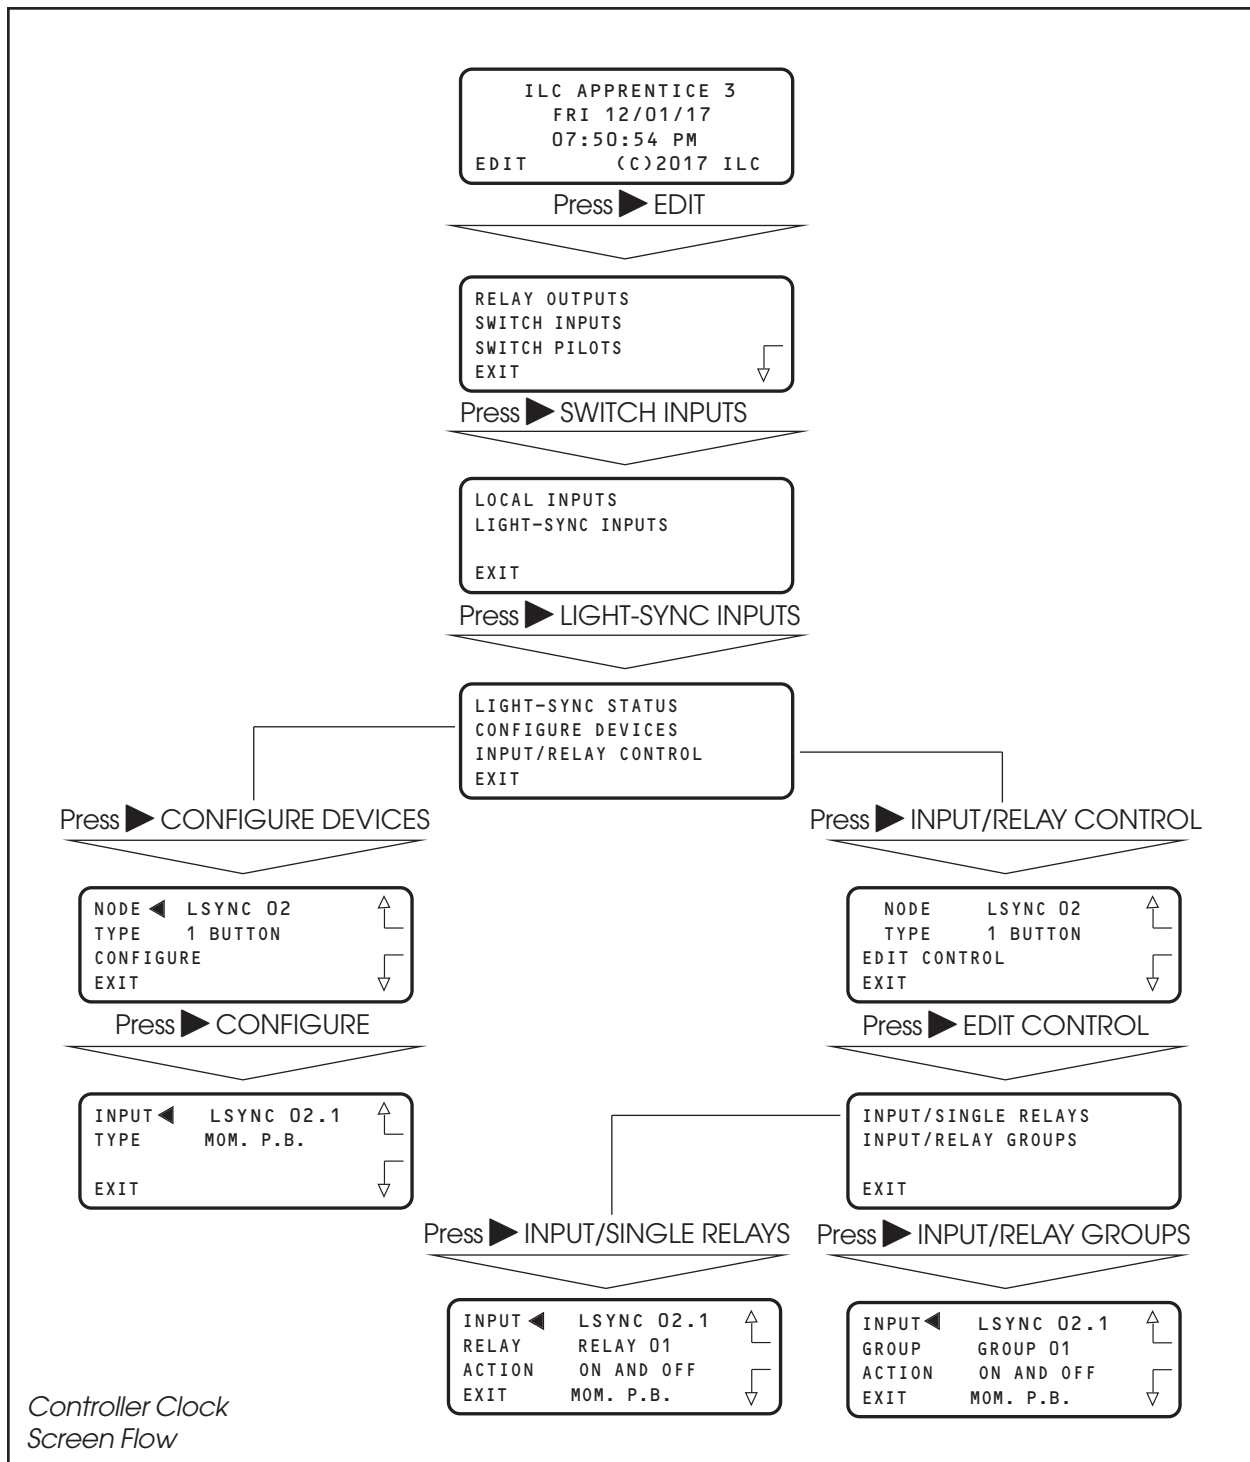 ILC APPRENTICE 3
FRI 12/01/17
07:50:54 PM
EDIT (C)2017 ILC
Press ▶ EDIT
RELAY OUTPUTS
SWITCH INPUTS
SWITCH PILOTS
EXIT
Press ▶ SWITCH INPUTS
LOCAL INPUTS
LIGHT-SYNC INPUTS
EXIT
Press ▶ LIGHT-SYNC INPUTS
LIGHT-SYNC STATUS
CONFIGURE DEVICES
INPUT/RELAY CONTROL
EXIT
Press ▶ CONFIGURE DEVICES
NODE ◀ LSYNC 02
TYPE 1 BUTTON
CONFIGURE
EXIT
Press ▶ CONFIGURE
INPUT ◀ LSYNC 02.1
TYPE MOM. P.B.
EXIT
Press ▶ INPUT/RELAY CONTROL
NODE LSYNC 02
TYPE 1 BUTTON
EDIT CONTROL
EXIT
Press ▶ EDIT CONTROL
INPUT/SINGLE RELAYS
INPUT/RELAY GROUPS
EXIT
Press ▶ INPUT/SINGLE RELAYS
INPUT ◀ LSYNC 02.1
RELAY RELAY 01
ACTION ON AND OFF
EXIT MOM. P.B.
Press ▶ INPUT/RELAY GROUPS
INPUT ◀ LSYNC 02.1
GROUP GROUP 01
ACTION ON AND OFF
EXIT MOM. P.B.
Controller Clock
Screen Flow